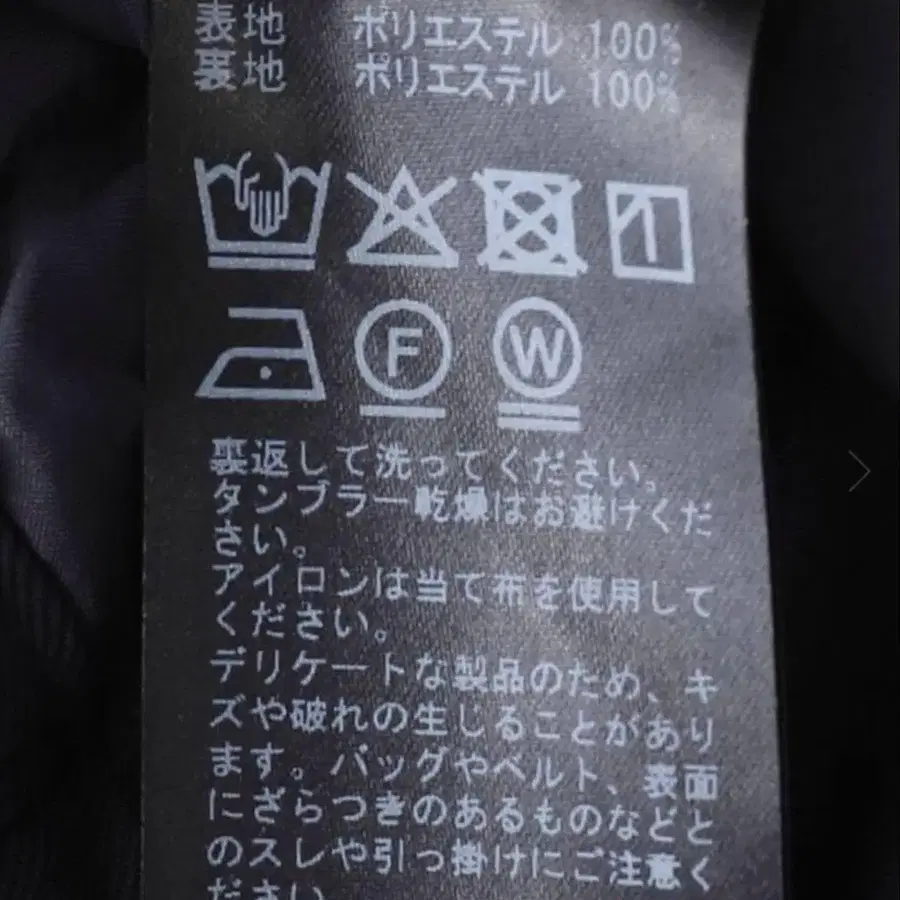 表地 ポリエステル 100%
裏地 ポリエステル 100%
F W
裏返して洗ってください。
タンブラー乾燥はお避けくだ
さい。
アイロンは当て布を使用して
ください。
デリケートな製品のため、キ
ズや破れの生じることがあり
ます。バッグやベルト、表面
にざらつきのあるものなどと
のスレや引っ掛けにご注意く
ださい